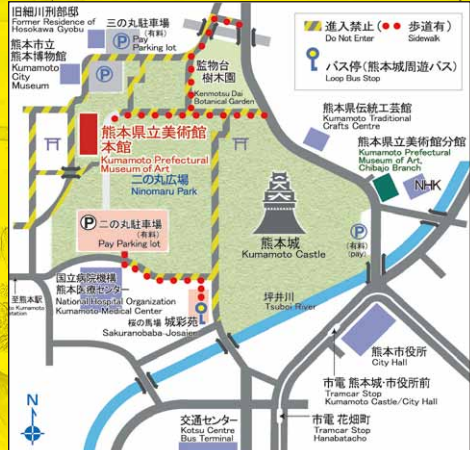 旧細川刑部邸
Former Residence of
Hosokawa Gyobu
三の丸駐車場
(有料)
Pay
Parking lot
P
進入禁止(
歩道有)
Do Not Enter
Sidewalk
バス停(熊本城周遊バス)
Loop Bus Stop
熊本市立
熊本博物館
Kumamoto
City
Museum
P
監物台
樹木園
Kenmotsu Dai
Botanical Garden
熊本県伝統工芸館
Kumamoto Traditional
Crafts Centre
熊本県立美術館
本館
Kumamoto Prefectural
Museum of Art
熊本県立美術館分館
Kumamoto Prefectural
Museum of Art,
Chibajo Branch
NHK
二の丸広場
Ninomaru Park
P 二の丸駐車場
(有料)
Pay Parking lot
熊本城
Kumamoto Castle
P
(有料)
(pay)
国立病院機構
熊本医療センター
National Hospital Organization
Kumamoto Medical Center
至熊本駅
桜の馬場 城彩苑
Sakuranobaba-Josaien
坪井川
Tsuboi River
熊本市役所
City Hall
市電 熊本城・市役所前
Tramcar Stop
Kumamoto Castle/City Hall
N
交通センター
Kotsu Centre
Bus Terminal
市電 花畑町
Tramcar Stop
Hanabatacho